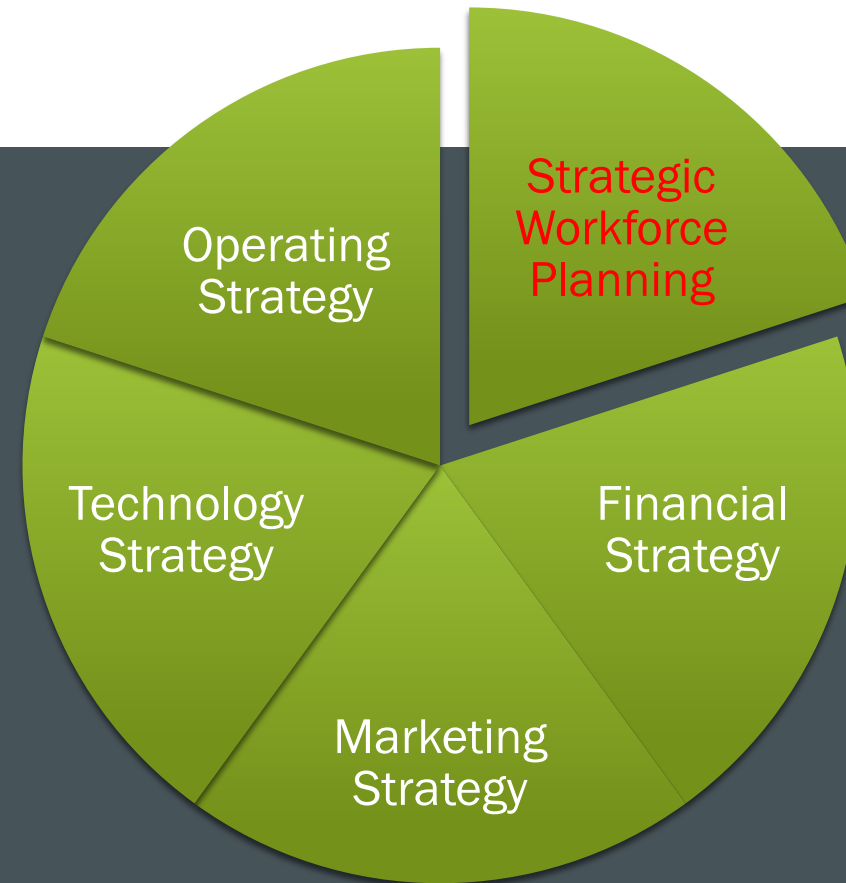 Strategic
Workforce
Planning
Operating
Strategy
Technology
Strategy
Financial
Strategy
Marketing
Strategy